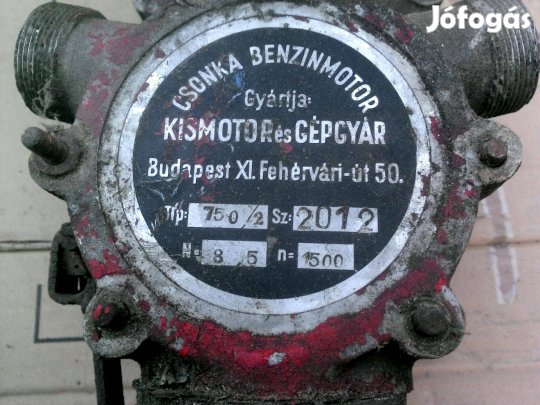 Jófogás
CSONKA BENZINMOTOR
Gyártja:
KISMOTOR és GÉPGYÁR
Budapest XI. Fehérvári-út 50.
Tip: 750/2 Sz: 2012
N= 8 5 n= 1500